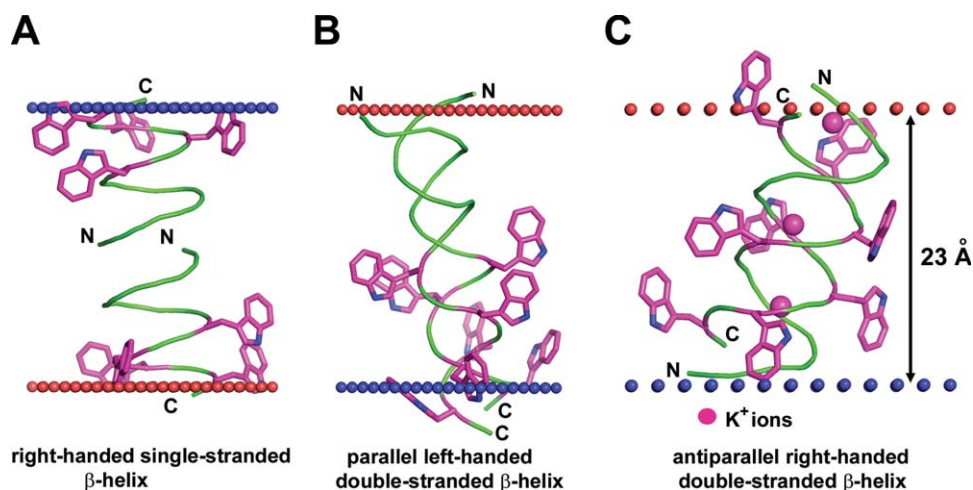 A
B
C
C
N
N
C
N
N
C
C
N
C
23 Å
C
N
K+ ions
right-handed single-stranded
β-helix
parallel left-handed
double-stranded β-helix
antiparallel right-handed
double-stranded β-helix